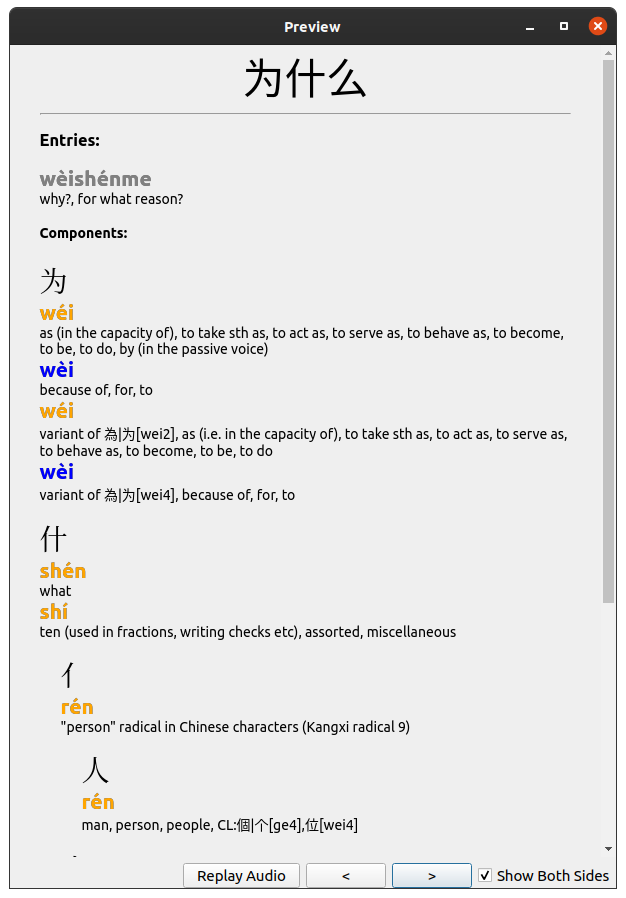 Preview
为什么
Entries:
wèishénme
why?, for what reason?
Components:
为
wéi
as (in the capacity of), to take sth as, to act as, to serve as, to behave as, to become,
to be, to do, by (in the passive voice)
wèi
because of, for, to
wéi
variant of 為|为[wei2], as (i.e. in the capacity of), to take sth as, to act as, to serve as,
to behave as, to become, to be, to do
wèi
variant of 為|为[wei4], because of, for, to
什
shén
what
shí
ten (used in fractions, writing checks etc), assorted, miscellaneous
亻
rén
"person" radical in Chinese characters (Kangxi radical 9)
人
rén
man, person, people, CL:個|个[ge4],位[wei4]
Replay Audio < > Show Both Sides